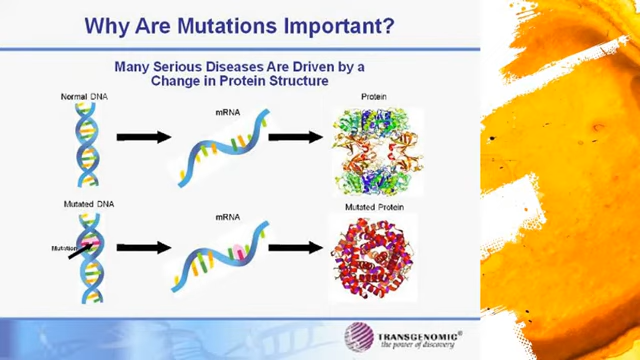 Why Are Mutations Important?
Many Serious Diseases Are Driven by a
Change in Protein Structure
Normal DNA
mRNA
Protein
Mutated DNA
mRNA
Mutated Protein
Mutation
TRANSGENOMIC®
the power of discovery